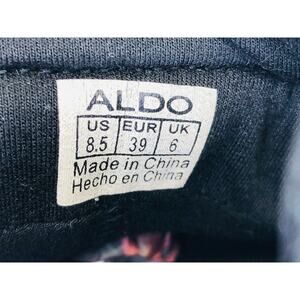 ALDO
US EUR UK
8.5 39 6
Made in China
Hecho en China